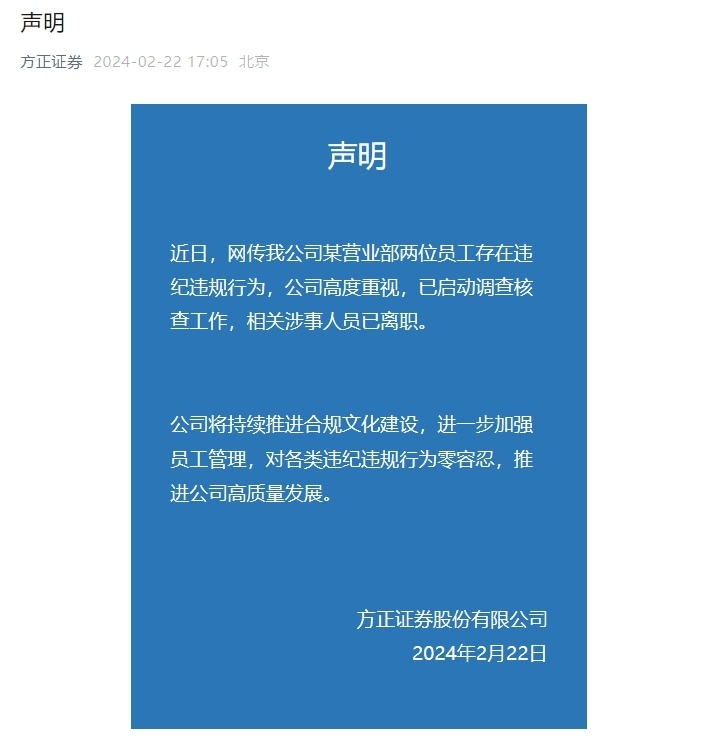 声明
方正证券 2024-02-22 17:05 北京
声明
近日，网传我公司某营业部两位员工存在违
纪违规行为，公司高度重视，已启动调查核
查工作，相关涉事人员已离职。
公司将持续推进合规文化建设，进一步加强
员工管理，对各类违纪违规行为零容忍，推
进公司高质量发展。
方正证券股份有限公司
2024年2月22日